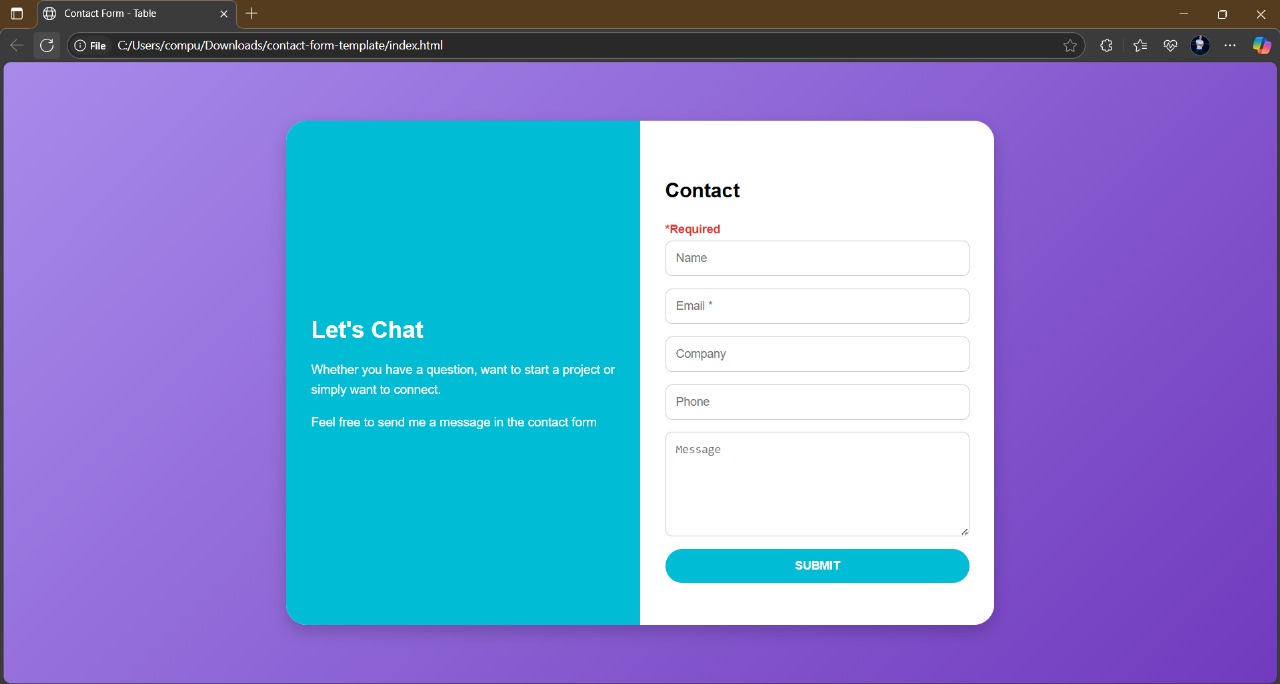 Contact Form - Table
File
C:/Users/compu/Downloads/contact-form-template/index.html
Let's Chat
Whether you have a question, want to start a project or
simply want to connect.
Feel free to send me a message in the contact form
Contact
*Required
Name
Email *
Company
Phone
Message
SUBMIT